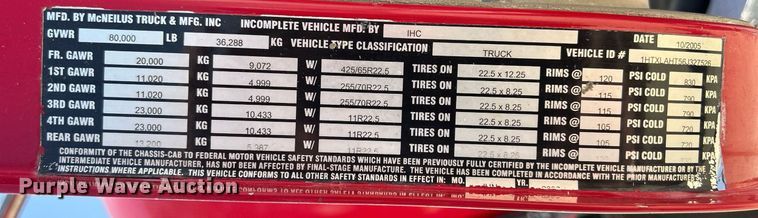 MFD. BY McNEILUS TRUCK & MFG. INC INCOMPLETE VEHICLE MFD. BY IHC DATE 10/2005
GVWR 80,000 LB 36,288 KG VEHICLE TYPE CLASSIFICATION TRUCK VEHICLE ID#
FR. GAWR 20,000 KG 9,072 W/ 425/65R22.5 TIRES ON 22.5 x 12.25 RIMS @ 120 PSI COLD 830 KPA
1ST GAWR 11,020 KG 4,999 W/ 255/70R22.5 TIRES ON 22.5 x 8.25 RIMS @ 115 PSI COLD 790 KPA
2ND GAWR 11,020 KG 4,999 W/ 255/70R22.5 TIRES ON 22.5 x 8.25 RIMS @ 115 PSI COLD 790 KPA
3RD GAWR 23,000 KG 10,433 W/ 11R22.5 TIRES ON 22.5 x 8.25 RIMS @ 105 PSI COLD 720 KPA
4TH GAWR 23,000 KG 10,433 W/ 11R22.5 TIRES ON 22.5 x 8.25 RIMS @ 105 PSI COLD 720 KPA
REAR GAWR KG W/ TIRES ON RIMS @ PSI COLD KPA
CONFORMITY OF THE CHASSIS-CAB TO FEDERAL MOTOR VEHICLE SAFETY STANDARDS WHICH HAVE BEEN PREVIOUSLY FULLY CERTIFIED BY THE INCOMPLETE VEHICLE MANUFACTURER OR BY
INTERMEDIATE VEHICLE MANUFACTURER, HAS NOT BEEN AFFECTED BY FINAL-STAGE MANUFACTURE. THE VEHICLE HAS BEEN COMPLETED IN ACCORDANCE WITH THE PRIOR MANUFACTURERS
INSTRUCTIONS WHERE APPLICABLE. THIS VEHICLE CONFORMS TO ALL OTHER SAFETY STANDARDS IN EFFECT IN: MO. YR.
Purple Wave Auction